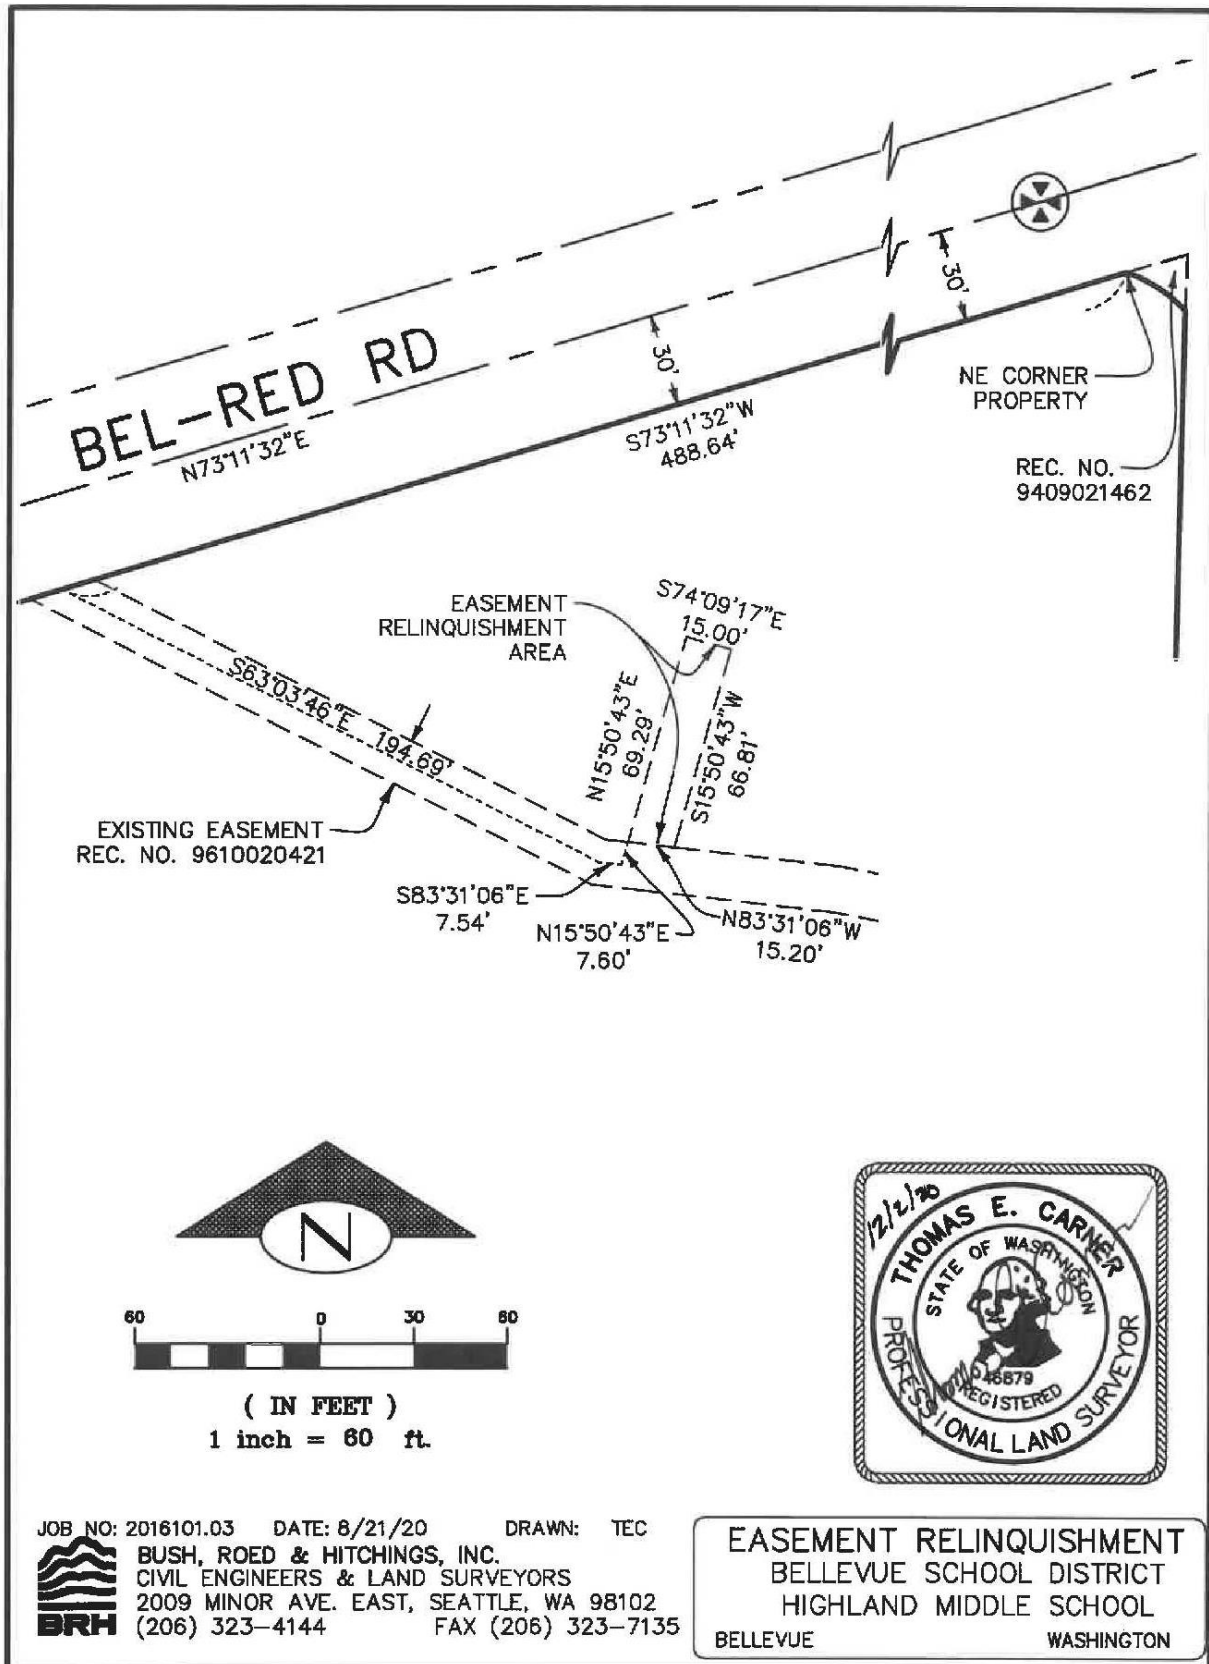 BEL-RED RD
N73°11'32"E
30'
30'
S73°11'32"W
488.64'
NE CORNER
PROPERTY
REC. NO.
9409021462
EASEMENT
RELINQUISHMENT
AREA
S74°09'17"E
15.00'
N15°50'43"E
69.29'
S15°50'43"W
66.81'
S63°03'46"E 194.69'
EXISTING EASEMENT
REC. NO. 9610020421
S83°31'06"E
7.54'
N15°50'43"E
7.60'
N83°31'06"W
15.20'
N
60 0 30 60
( IN FEET )
1 inch = 60 ft.
12/2/20
THOMAS E. CARNER
STATE OF WASHINGTON
46879
REGISTERED
PROFESSIONAL LAND SURVEYOR
JOB NO: 2016101.03 DATE: 8/21/20 DRAWN: TEC
BUSH, ROED & HITCHINGS, INC.
CIVIL ENGINEERS & LAND SURVEYORS
2009 MINOR AVE. EAST, SEATTLE, WA 98102
(206) 323-4144 FAX (206) 323-7135
BRH
EASEMENT RELINQUISHMENT
BELLEVUE SCHOOL DISTRICT
HIGHLAND MIDDLE SCHOOL
BELLEVUE WASHINGTON